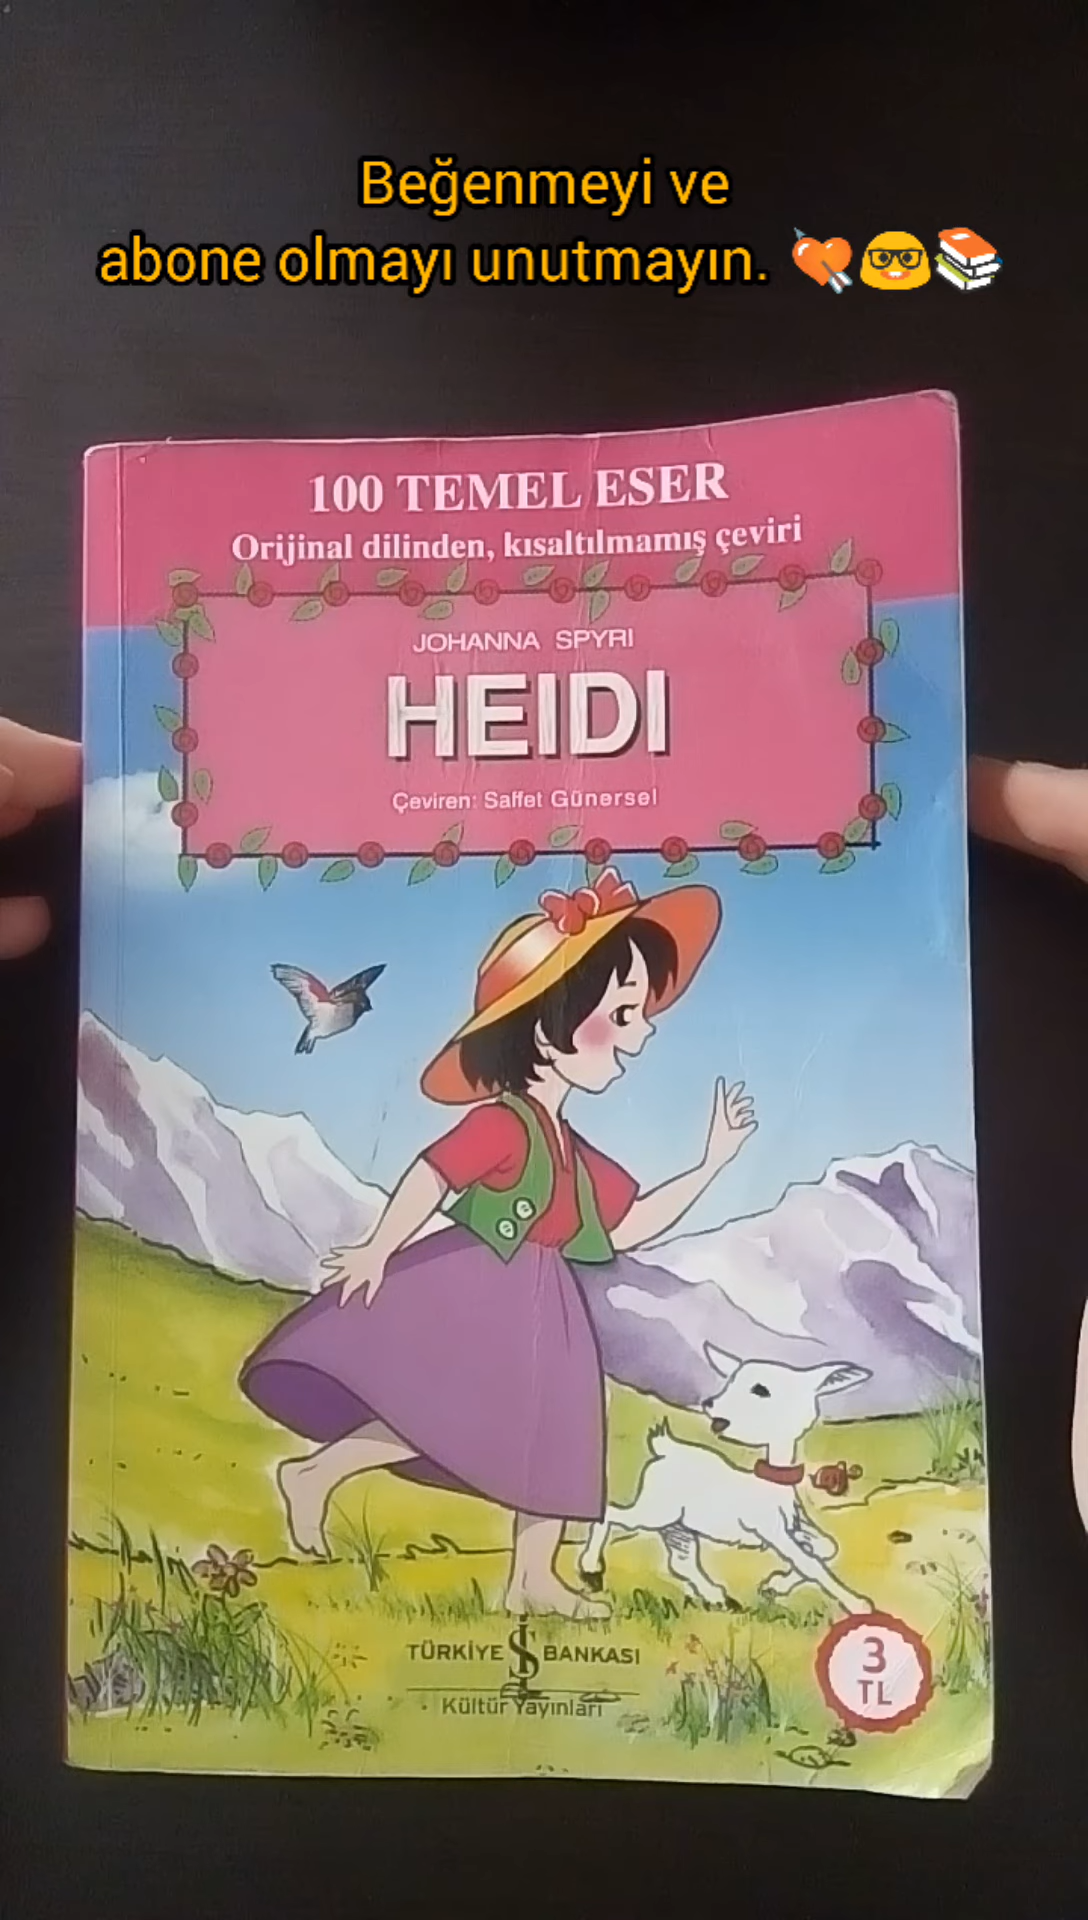 Beğenmeyi ve
abone olmayı unutmayın. 💘🤓📚
100 TEMEL ESER
Orijinal dilinden, kısaltılmamış çeviri
JOHANNA SPYRI
HEIDI
Çeviren: Saffet Günersel
TÜRKİYE İŞ BANKASI
Kültür Yayınları
3
TL